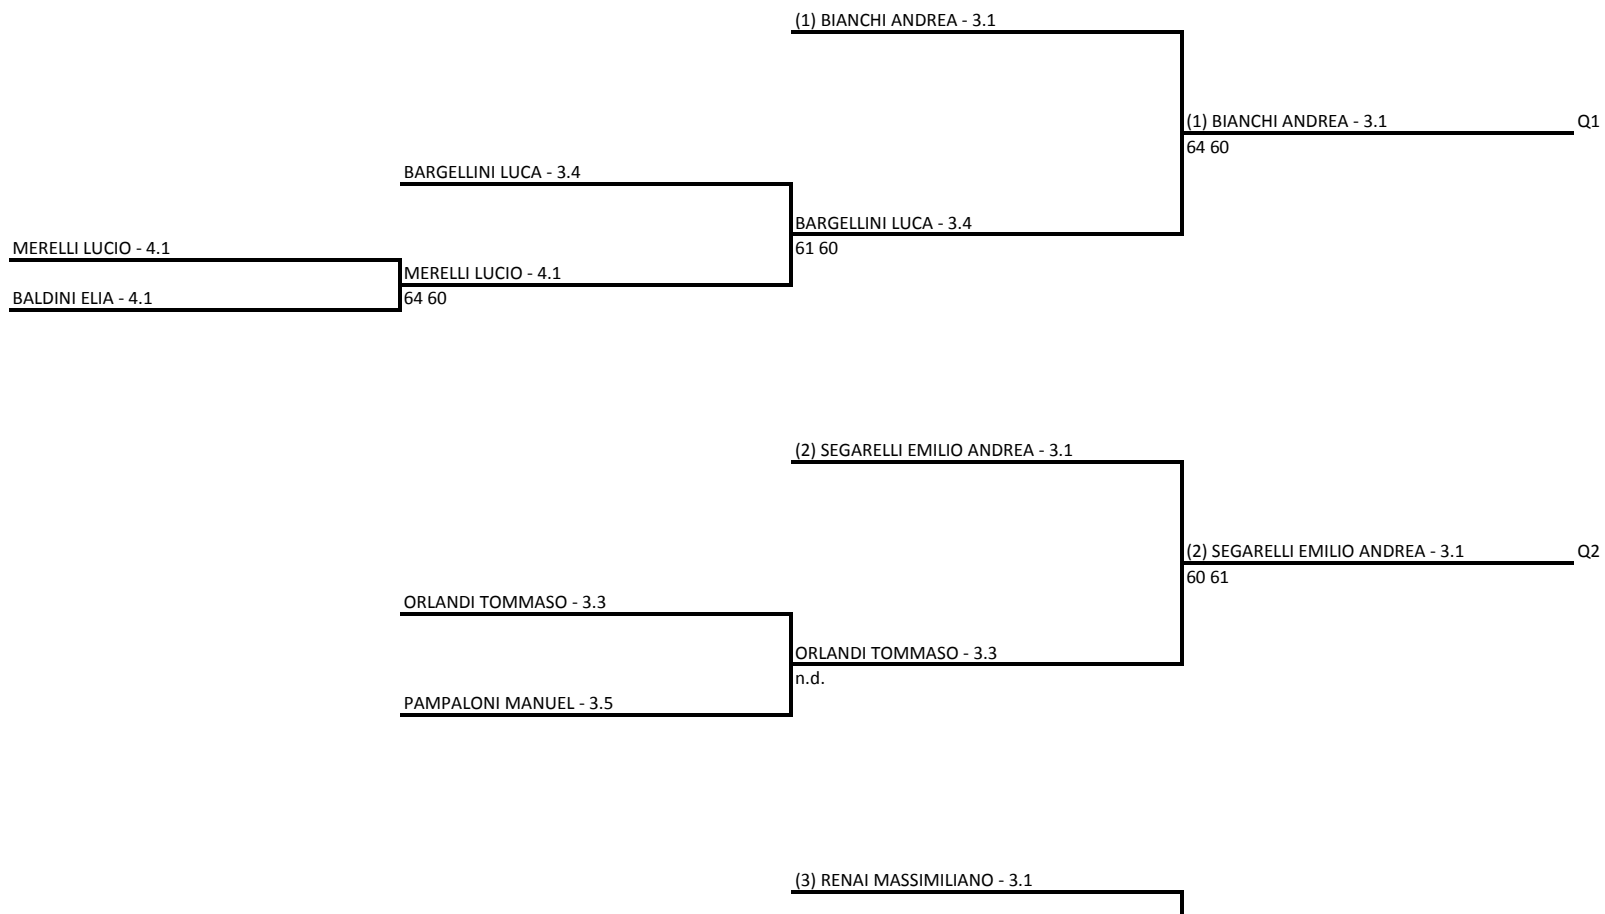 (1) BIANCHI ANDREA - 3.1
(1) BIANCHI ANDREA - 3.1
Q1
64 60
BARGELLINI LUCA - 3.4
BARGELLINI LUCA - 3.4
61 60
MERELLI LUCIO - 4.1
MERELLI LUCIO - 4.1
64 60
BALDINI ELIA - 4.1
(2) SEGARELLI EMILIO ANDREA - 3.1
(2) SEGARELLI EMILIO ANDREA - 3.1
Q2
60 61
ORLANDI TOMMASO - 3.3
ORLANDI TOMMASO - 3.3
n.d.
PAMPALONI MANUEL - 3.5
(3) RENAI MASSIMILIANO - 3.1